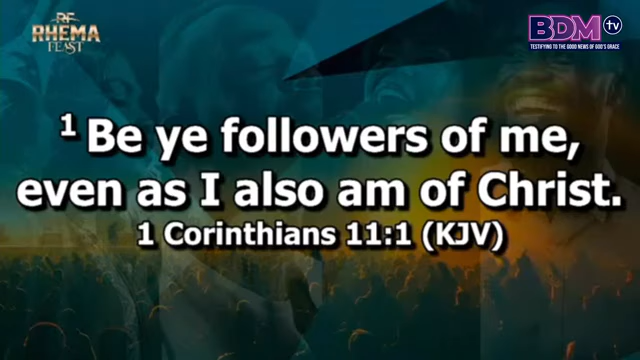 RF
RHEMA
FEAST
BDM tv
TESTIFYING TO THE GOOD NEWS OF GOD'S GRACE
1 Be ye followers of me,
even as I also am of Christ.
1 Corinthians 11:1 (KJV)